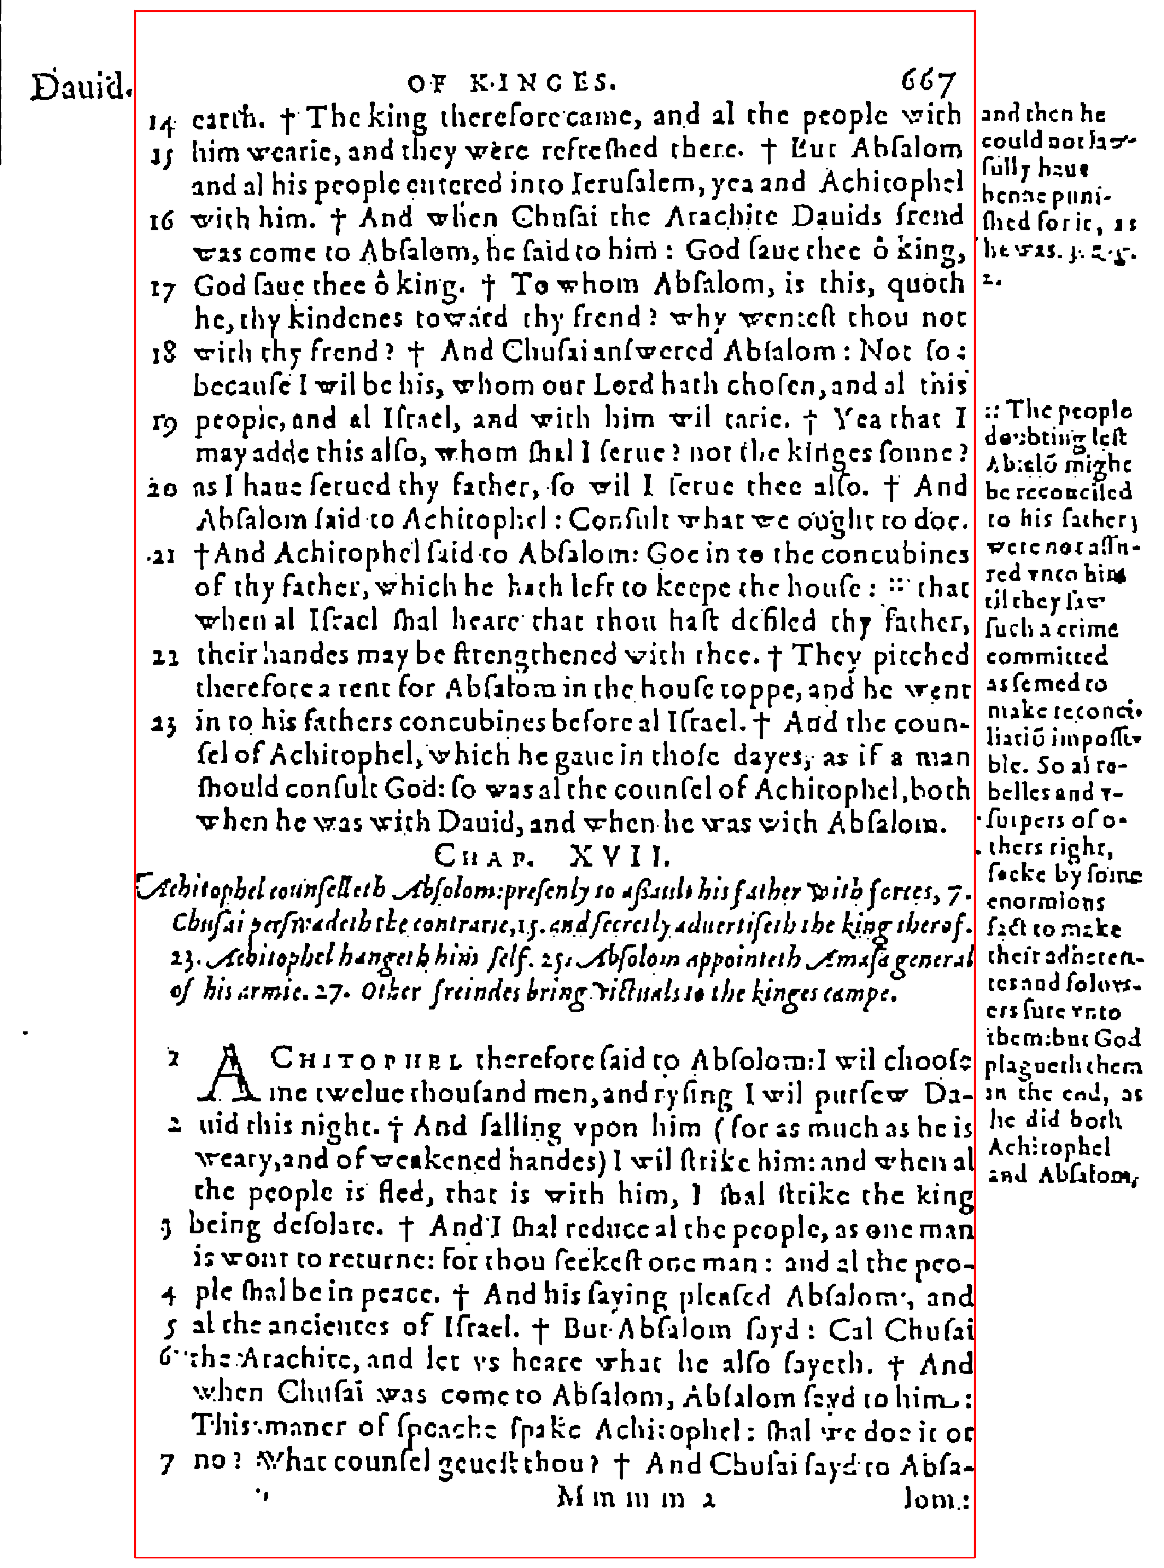 Dauid.
OF KINGES.
667
14 earth. † The king therefore came, and al the people with
15 him wearie, and they were refreshed there. † But Absalom
and al his people entered into Ierusalem, yea and Achitophel
16 with him. † And when Chusai the Arachite Dauids frend
was come to Absalom, he said to him: God saue thee ô king,
17 God saue thee ô king. † To whom Absalom, is this, quoth
he, thy kindenes toward thy frend? why wentest thou not
18 with thy frend? † And Chusai answered Absalom: Not so:
because I wil be his, whom our Lord hath chosen, and al this
19 people, and al Israel, and with him wil tarie. † Yea that I
may adde this also, whom shal I serue? not the kinges sonne?
20 as I haue serued thy father, so wil I serue thee also. † And
Absalom said to Achitophel: Consult what we ought to doe.
21 † And Achitophel said to Absalom: Goe in to the concubines
of thy father, which he hath left to keepe the house: :: that
when al Israel shal heare that thou hast defiled thy father,
22 their handes may be strengthened with thee. † They pitched
therefore a tent for Absalom in the house toppe, and he went
23 in to his fathers concubines before al Israel. † And the coun-
sel of Achitophel, which he gaue in those dayes, as if a man
should consult God: so was al the counsel of Achitophel, both
when he was with Dauid, and when he was with Absalom.
CHAP. XVII.
Achitophel counselleth Absolom: presenly to assault his father with forces, 7.
Chusai perswadeth the contrarie, 15. and secretly aduertiseth the king therof.
23. Achitophel hangeth him self. 25. Absolom appointeth Amasa general
of his armie. 27. Other freindes bring victuals to the kinges campe.
1 ACHITOPHEL therefore said to Absolom: I wil choose
me twelue thousand men, and rysing I wil pursew Da-
2 uid this night. † And falling vpon him (for as much as he is
weary, and of weakened handes) I wil strike him: and when al
the people is fled, that is with him, I shal strike the king
3 being desolate. † And I shal reduce al the people, as one man
is wont to returne: for thou seekest one man: and al the peo-
4 ple shal be in peace. † And his saying pleased Absalom, and
5 al the ancientes of Israel. † But Absalom sayd: Cal Chusai
6 the Arachite, and let vs heare what he also sayeth. † And
when Chusai was come to Absalom, Absalom sayd to him:
This maner of speache spake Achitophel: shal we doe it or
7 no? What counsel geuest thou? † And Chusai sayd to Absa-
Mmmm 2
lom:
and then he
could not law-
fully haue
bene puni-
shed for it, as
he was. 3. Reg.
2.
:: The people
doubting lest
Absalõ might
be reconciled
to his father,
were not assu-
red vnto him
til they saw
such a crime
committed
as semed to
make reconci-
liatiõ impossi-
ble. So al re-
belles and v-
surpers of o-
thers right,
seeke by some
enormious
fact to make
their adheren-
tes and folow-
ers sure vnto
them: but God
plagueth them
in the end, as
he did both
Achitophel
and Absalom,